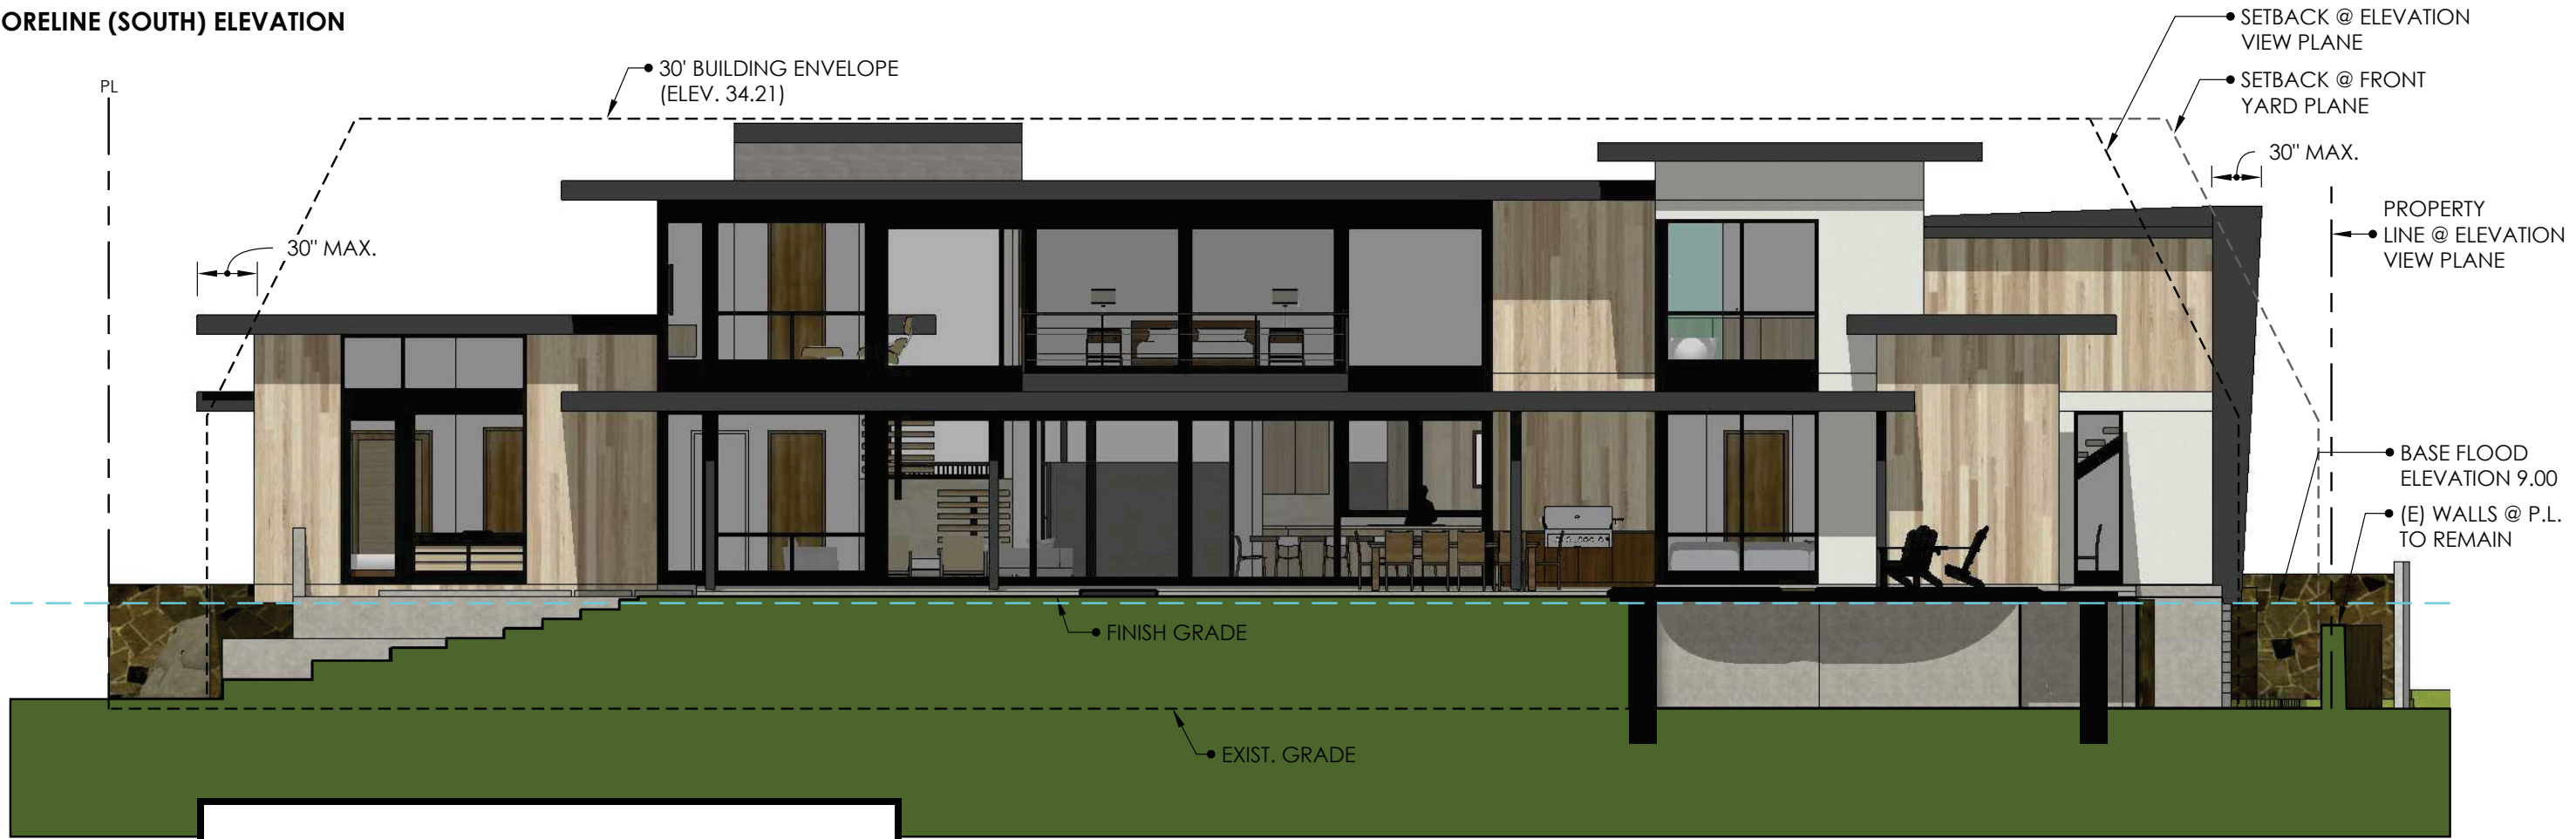 ORELINE (SOUTH) ELEVATION
PL
30' BUILDING ENVELOPE
(ELEV. 34.21)
SETBACK @ ELEVATION
VIEW PLANE
SETBACK @ FRONT
YARD PLANE
30" MAX.
PROPERTY
LINE @ ELEVATION
VIEW PLANE
30" MAX.
BASE FLOOD
ELEVATION 9.00
(E) WALLS @ P.L.
TO REMAIN
FINISH GRADE
EXIST. GRADE